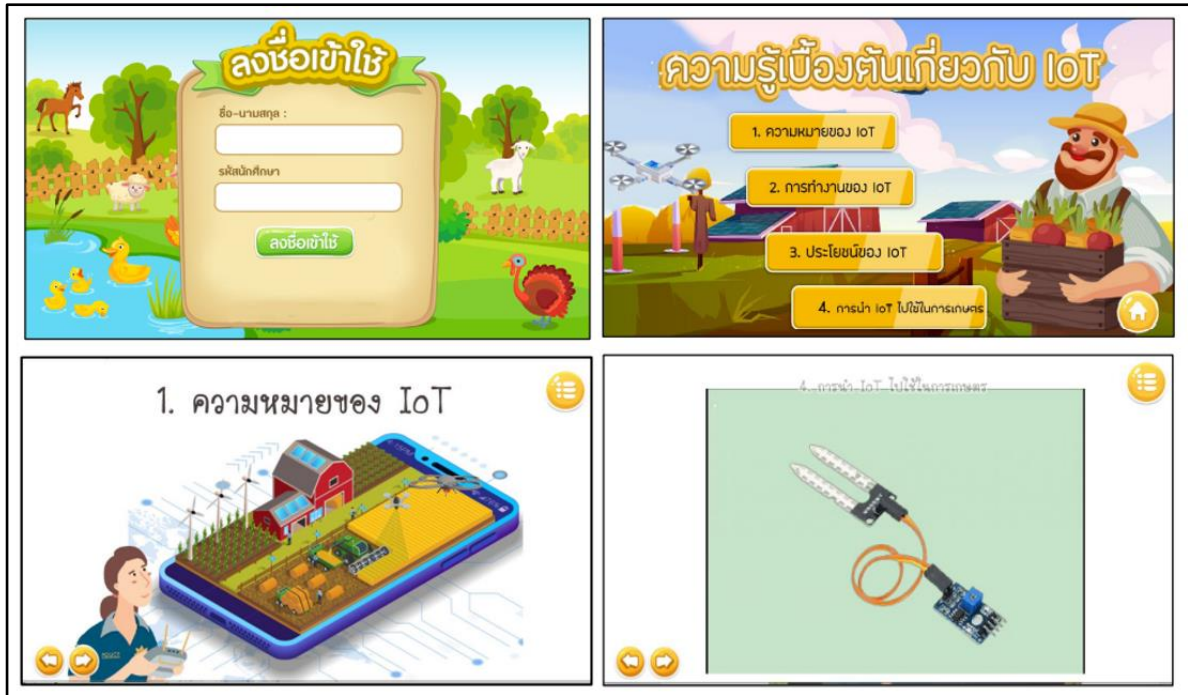 ลงชื่อเข้าใช้
ชื่อ-นามสกุล :
รหัสนักศึกษา
ลงชื่อเข้าใช้
ความรู้เบื้องต้นเกี่ยวกับ IoT
1. ความหมายของ IoT
2. การทำงานของ IoT
3. ประโยชน์ของ IoT
4. การนำ IoT ไปใช้ในการเกษตร
1. ความหมายของ IoT
4. การนำ IoT ไปใช้ในการเกษตร